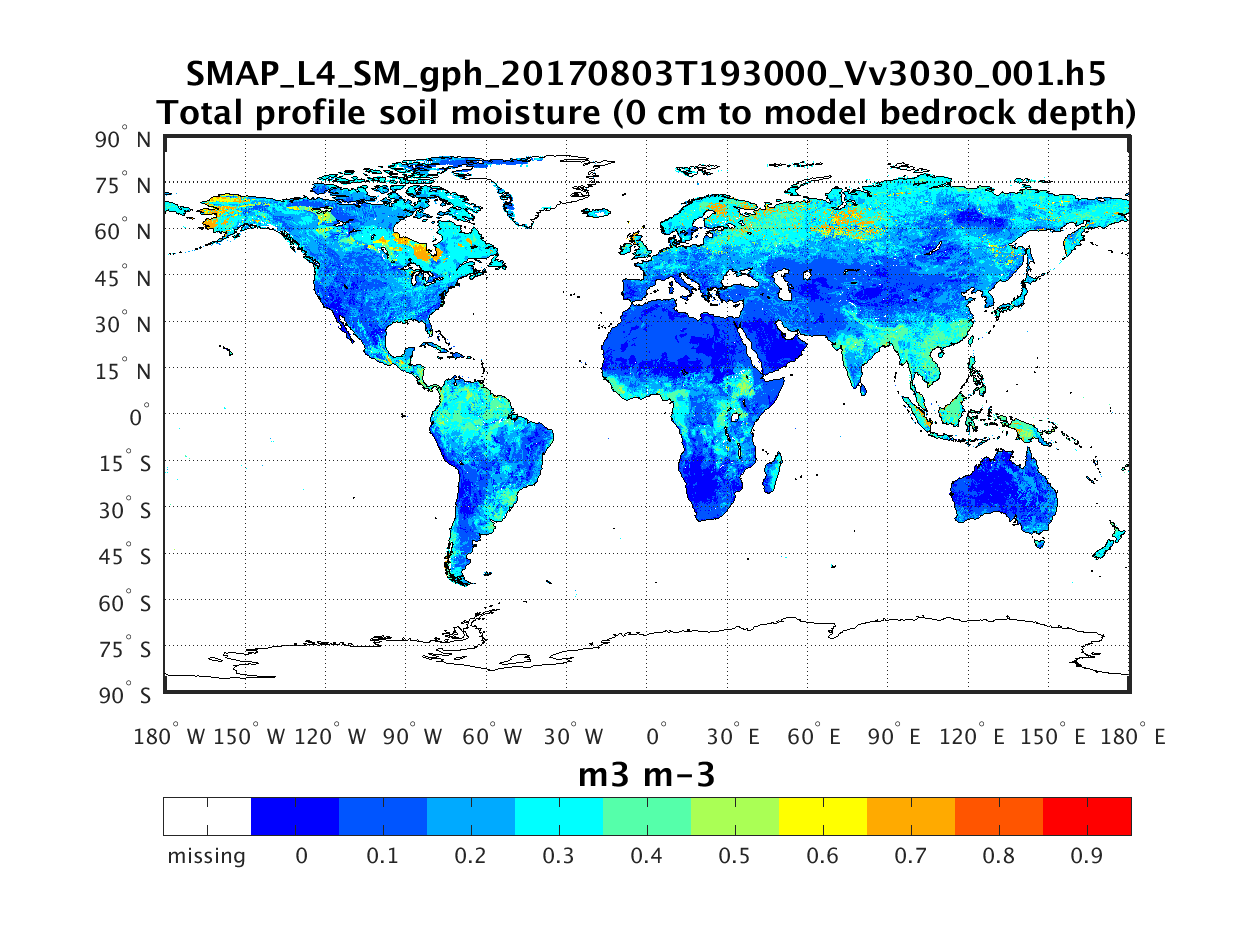 SMAP_L4_SM_gph_20170803T193000_Vv3030_001.h5
Total profile soil moisture (0 cm to model bedrock depth)
90° N
75° N
60° N
45° N
30° N
15° N
0°
15° S
30° S
45° S
60° S
75° S
90° S
180° W 150° W 120° W 90° W 60° W 30° W 0° 30° E 60° E 90° E 120° E 150° E 180° E
m3 m-3
missing 0 0.1 0.2 0.3 0.4 0.5 0.6 0.7 0.8 0.9